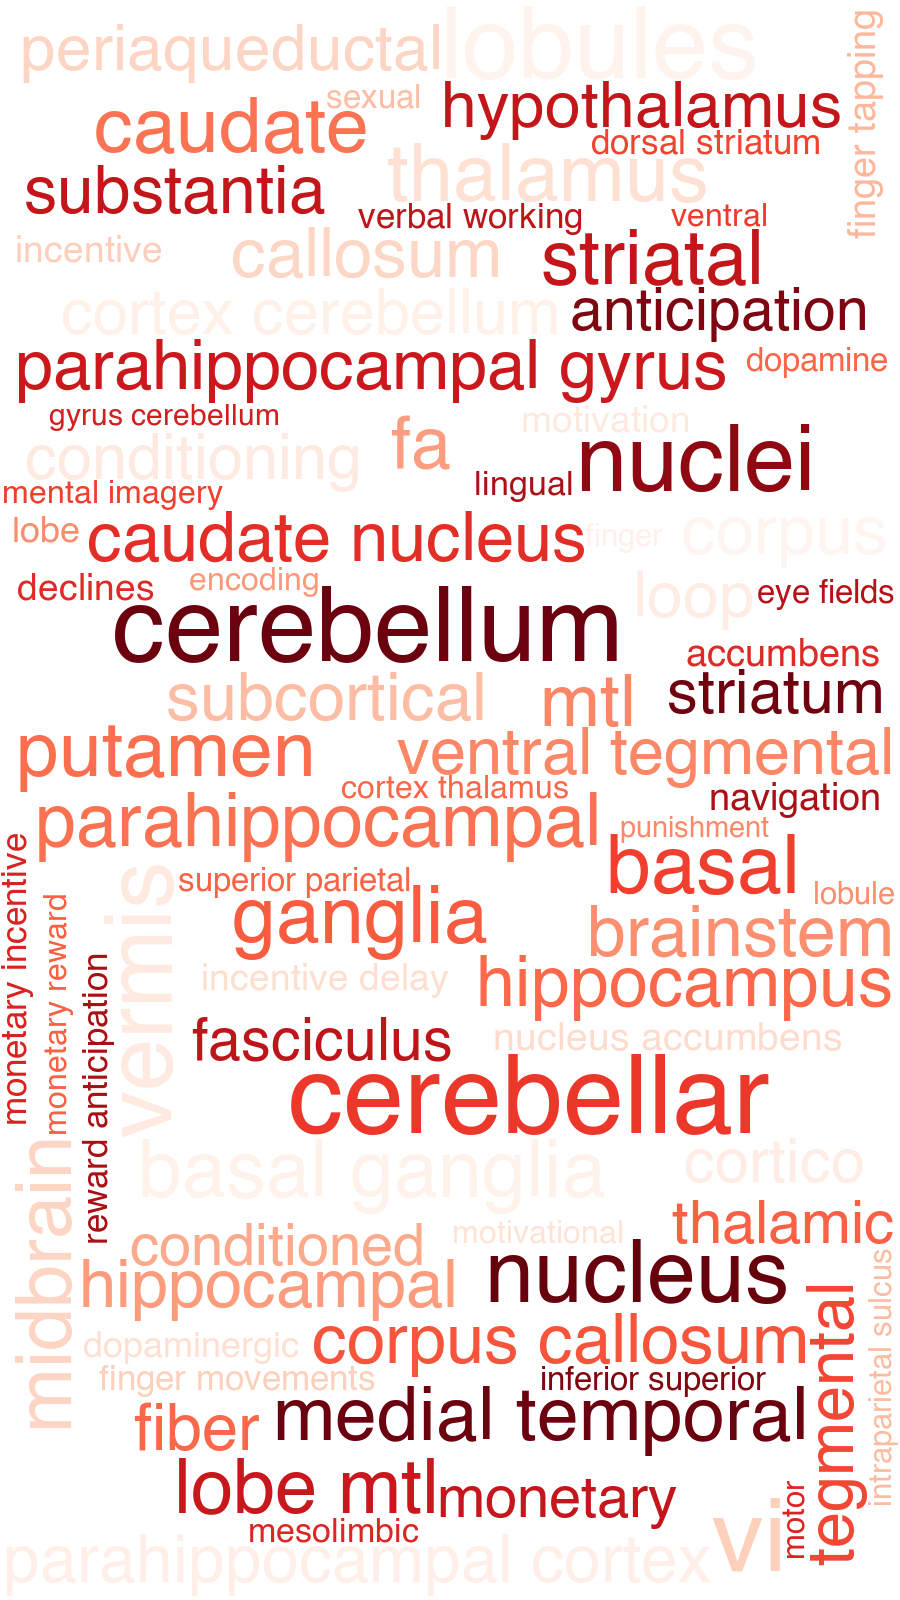 periaqueductal
lobules
finger tapping
sexual
hypothalamus
caudate
dorsal striatum
thalamus
substantia
verbal working
ventral
incentive
callosum
striatal
cortex cerebellum
anticipation
parahippocampal gyrus
dopamine
gyrus cerebellum
motivation
fa
conditioning
nuclei
lingual
mental imagery
lobe
caudate nucleus
finger
corpus
declines
encoding
loop
eye fields
cerebellum
accumbens
subcortical
mtl
striatum
putamen
ventral tegmental
cortex thalamus
navigation
parahippocampal
punishment
basal
monetary incentive
superior parietal
lobule
monetary reward
vermis
ganglia
brainstem
reward anticipation
incentive delay
hippocampus
fasciculus
nucleus accumbens
cerebellar
midbrain
basal ganglia
cortico
thalamic
conditioned
motivational
nucleus
hippocampal
tegmental
intraparietal sulcus
dopaminergic
corpus callosum
finger movements
inferior superior
fiber
medial temporal
lobe mtl
monetary
motor
vi
mesolimbic
parahippocampal cortex